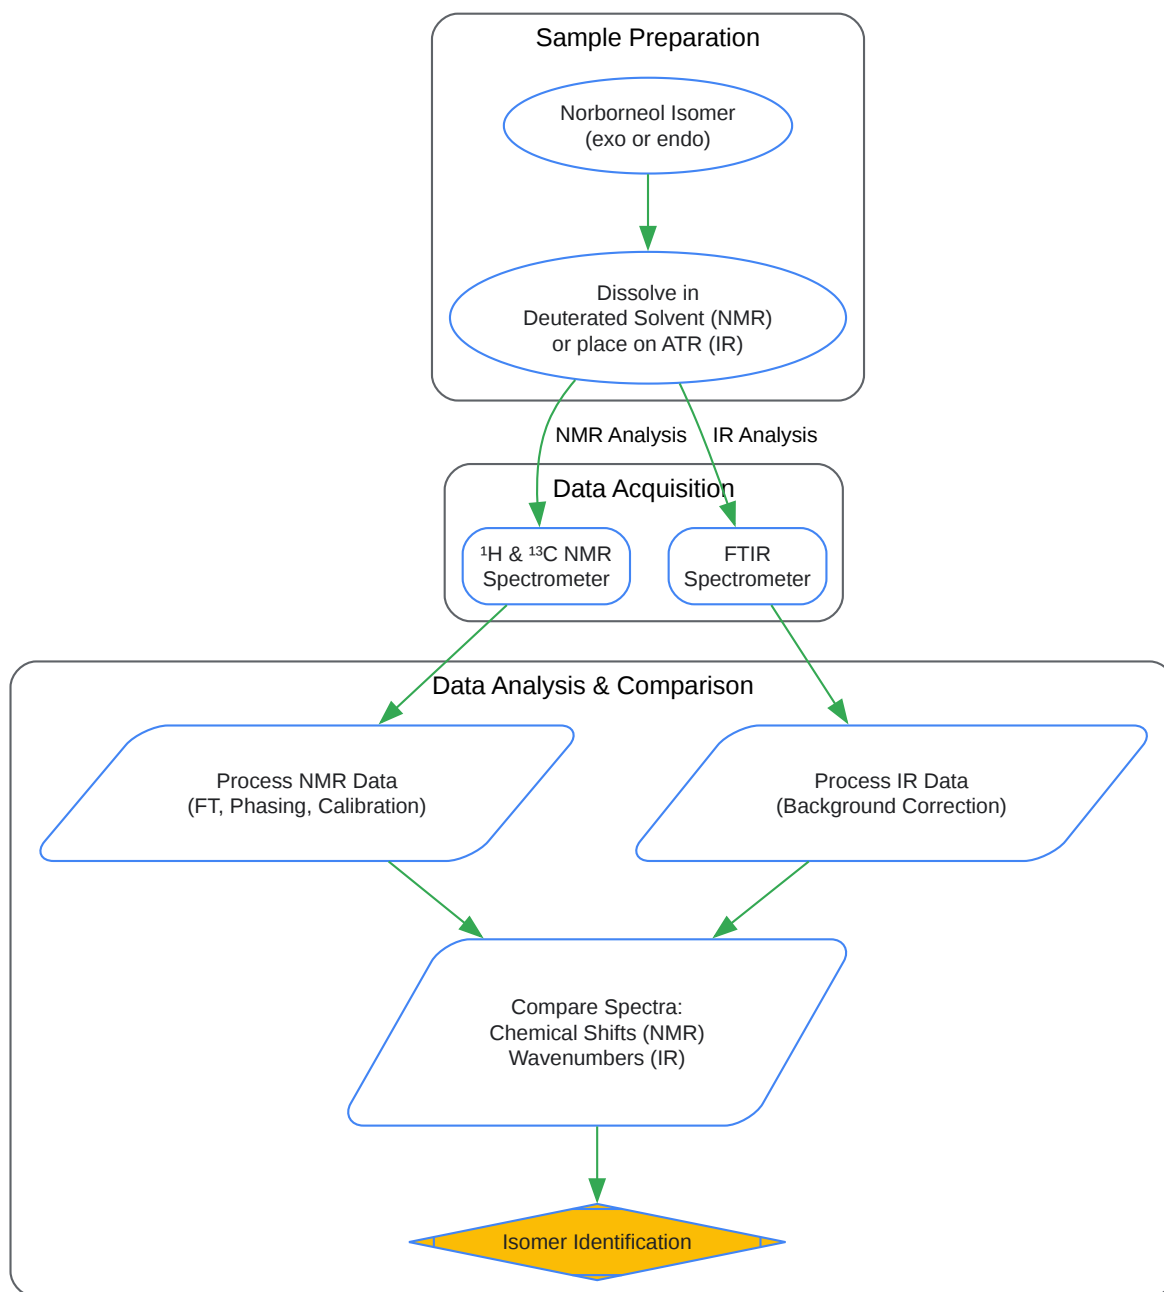 Sample Preparation
Norborneol Isomer
(exo or endo)
Dissolve in
Deuterated Solvent (NMR)
or place on ATR (IR)
NMR Analysis
IR Analysis
Data Acquisition
¹H & ¹³C NMR
Spectrometer
FTIR
Spectrometer
Data Analysis & Comparison
Process NMR Data
(FT, Phasing, Calibration)
Process IR Data
(Background Correction)
Compare Spectra:
Chemical Shifts (NMR)
Wavenumbers (IR)
Isomer Identification